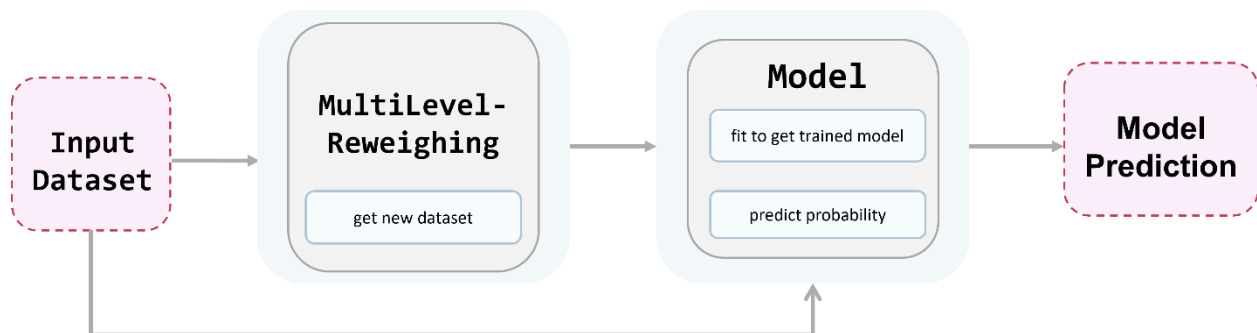 Input
Dataset
MultiLevel-
Reweighing
get new dataset
Model
fit to get trained model
predict probability
Model
Prediction